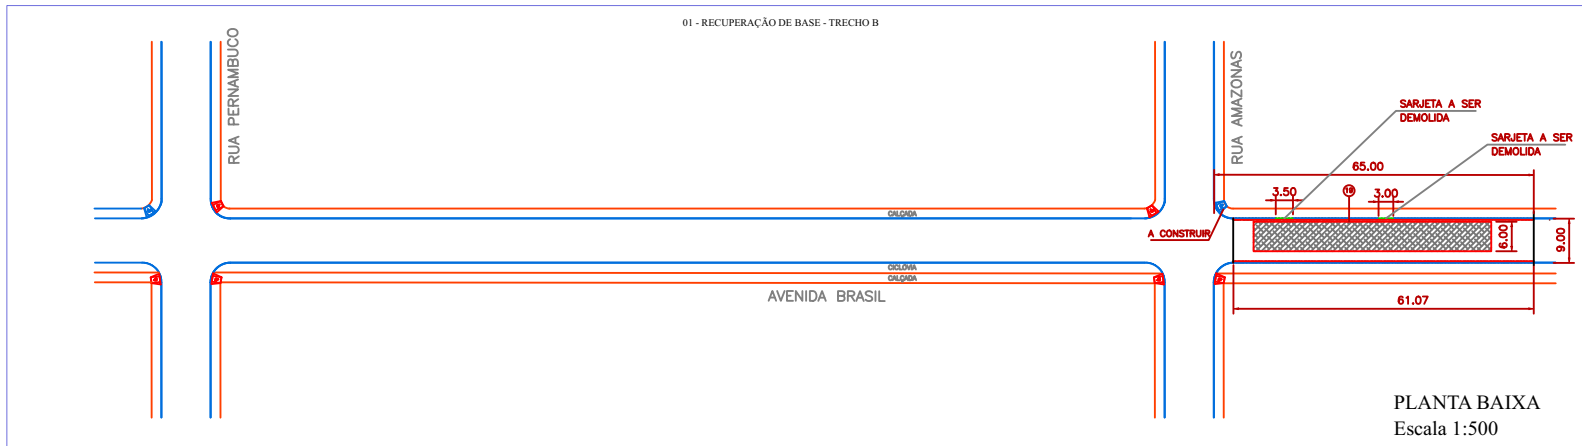 01 - RECUPERAÇÃO DE BASE - TRECHO B
RUA PERNAMBUCO
RUA AMAZONAS
SARJETA A SER
DEMOLIDA
SARJETA A SER
DEMOLIDA
65.00
3.50
3.00
CALÇADA
A CONSTRUIR
6.00
9.00
CICLOVIA
CALÇADA
AVENIDA BRASIL
61.07
PLANTA BAIXA
Escala 1:500